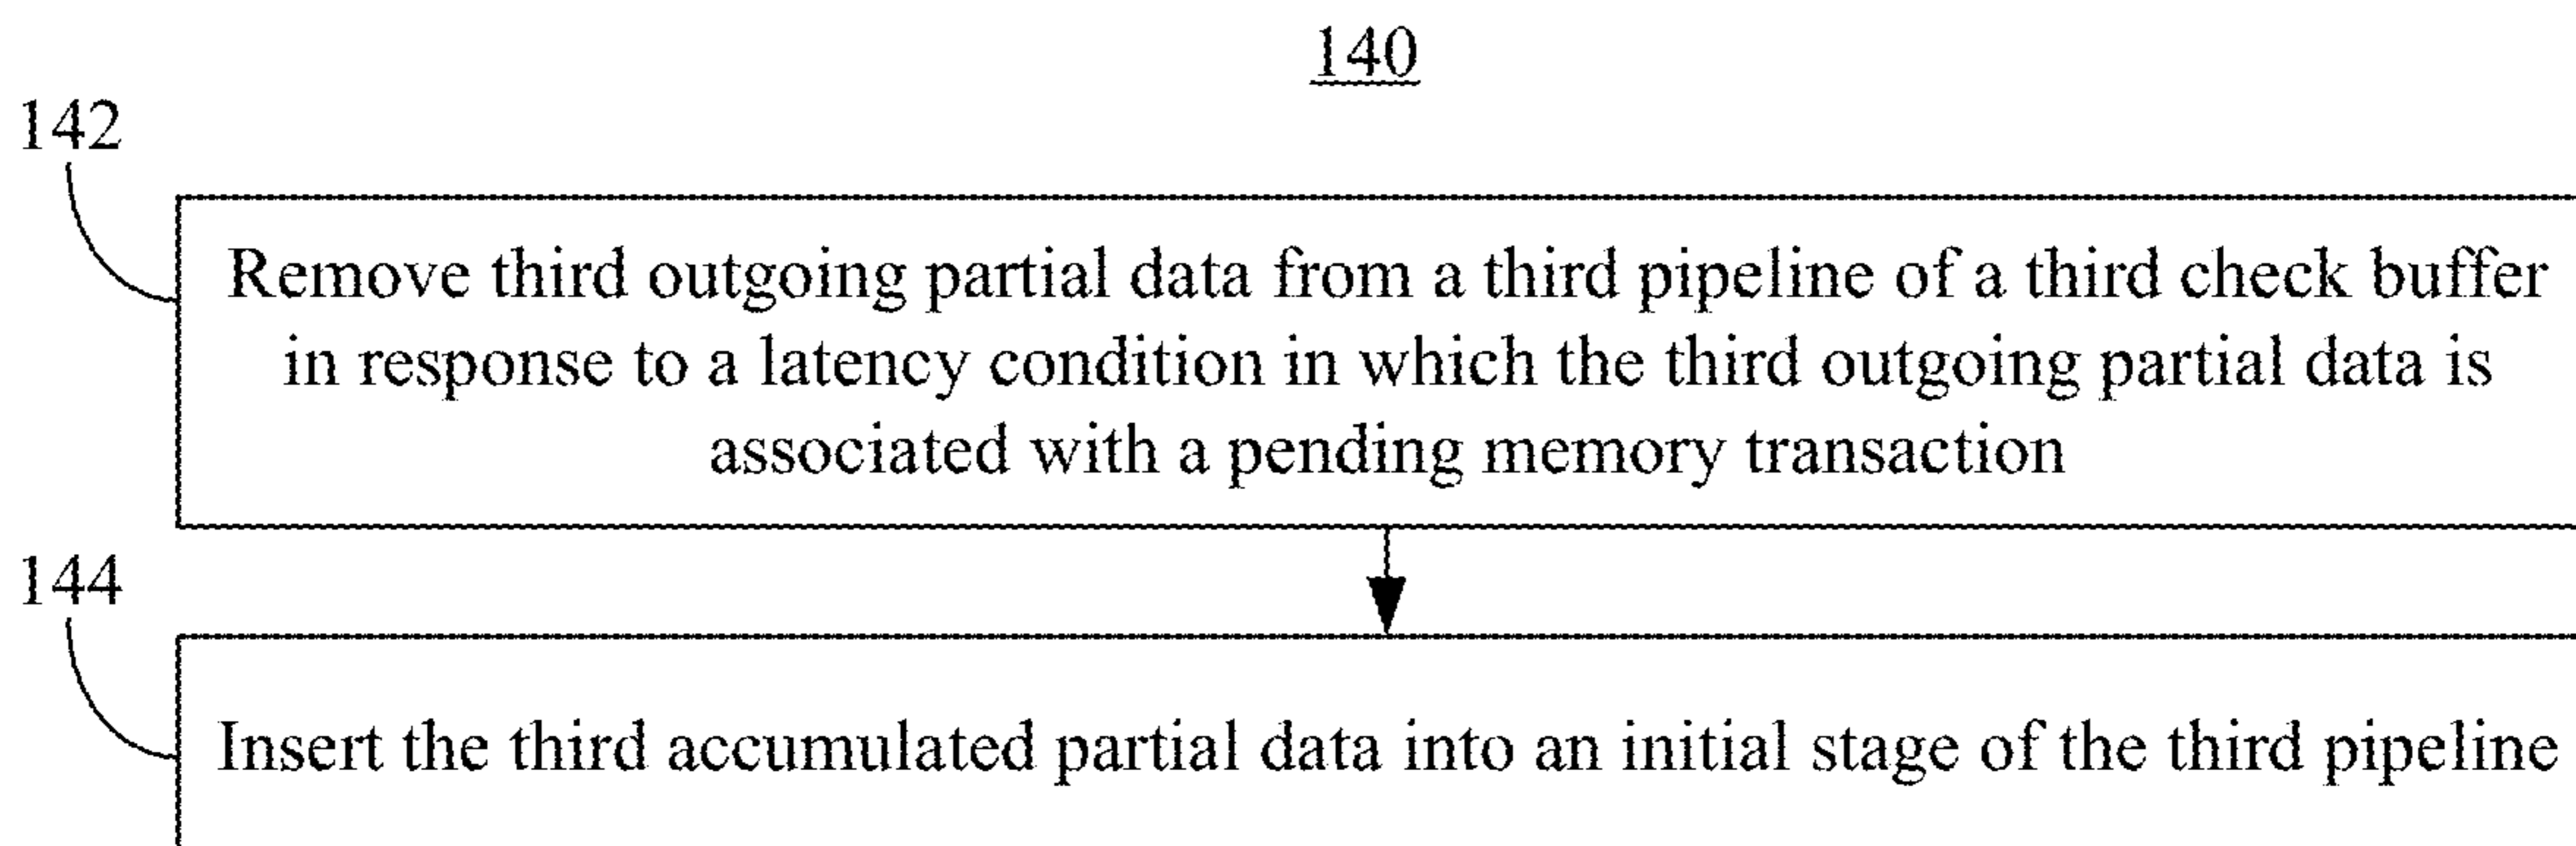 140
142
Remove third outgoing partial data from a third pipeline of a third check buffer
in response to a latency condition in which the third outgoing partial data is
associated with a pending memory transaction
144
Insert the third accumulated partial data into an initial stage of the third pipeline